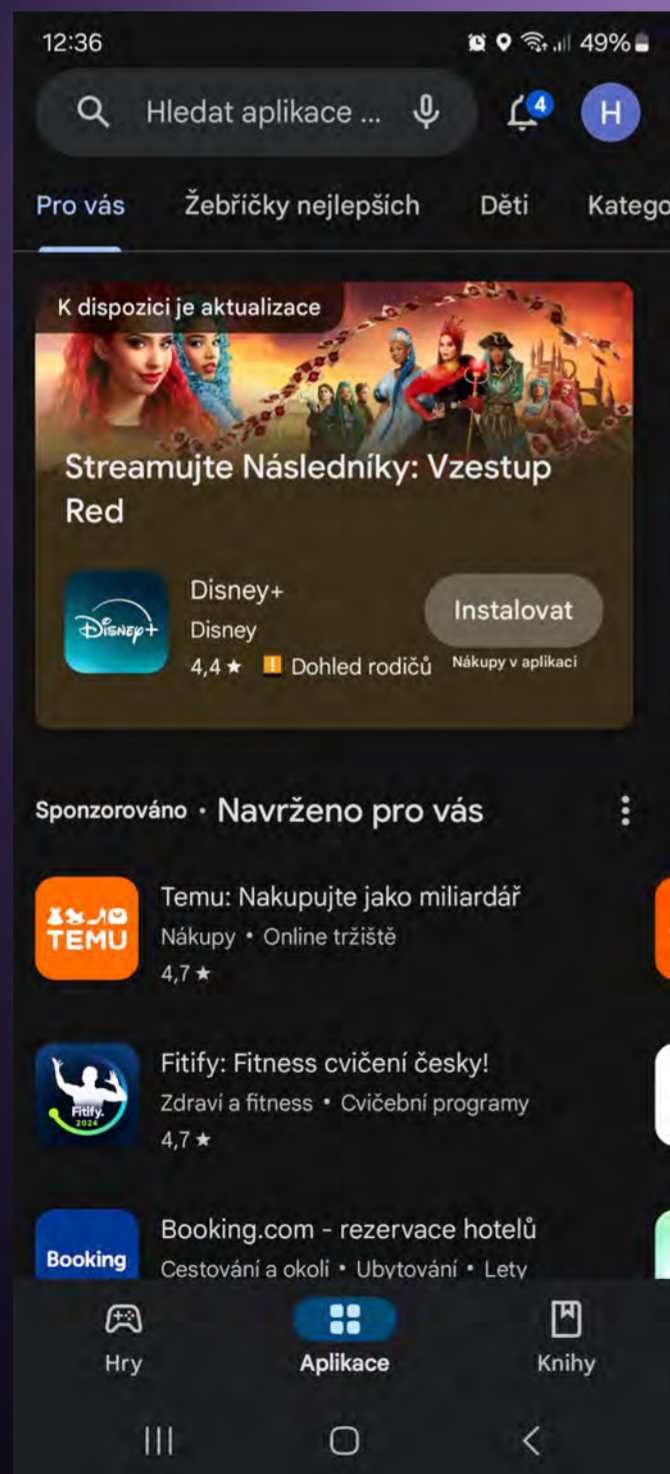 12:36
49%
Hledat aplikace ...
4
H
Pro vás
Žebříčky nejlepších
Děti
Katego
K dispozici je aktualizace
Streamujte Následníky: Vzestup
Red
Disney+
Disney+
Disney
4,4 ★
Dohled rodičů
Instalovat
Nákupy v aplikaci
Sponzorováno · Navrženo pro vás
TEMU
Temu: Nakupujte jako miliardář
Nákupy • Online tržiště
4,7 ★
Fitify.
2024
Fitify: Fitness cvičení česky!
Zdraví a fitness • Cvičební programy
4,7 ★
Booking
Booking.com - rezervace hotelů
Cestování a okolí • Ubytování • Lety
Hry
Aplikace
Knihy